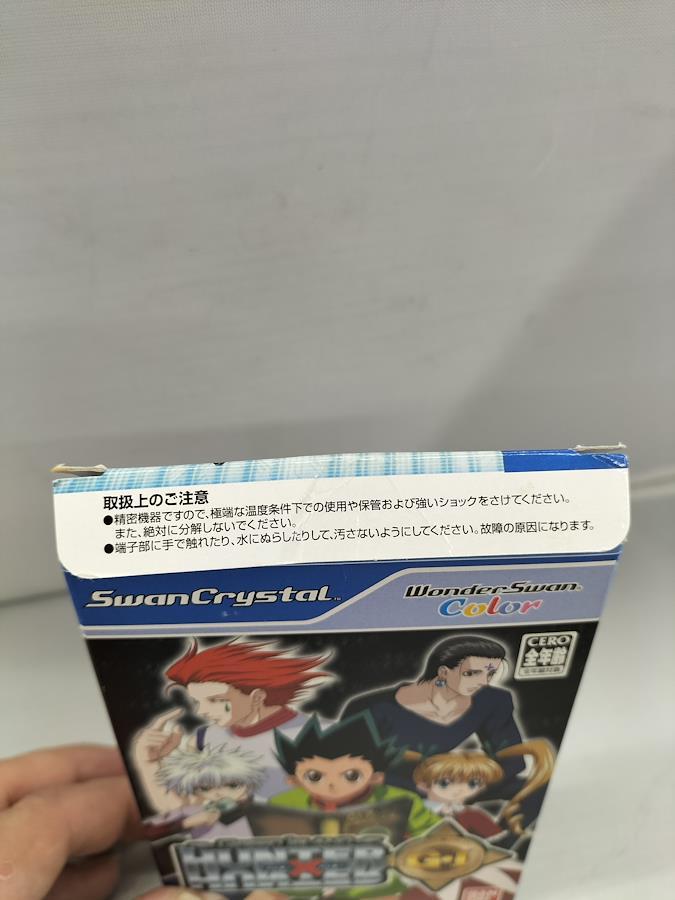 取扱上のご注意
●精密機器ですので、極端な温度条件下での使用や保管および強いショックをさけてください。
また、絶対に分解しないでください。
●端子部に手で触れたり、水にぬらしたりして、汚さないようにしてください。故障の原因になります。
SwanCrystal™
WonderSwan
Color
CERO
全年齢
HUNTER
×
HUNTER
G・I